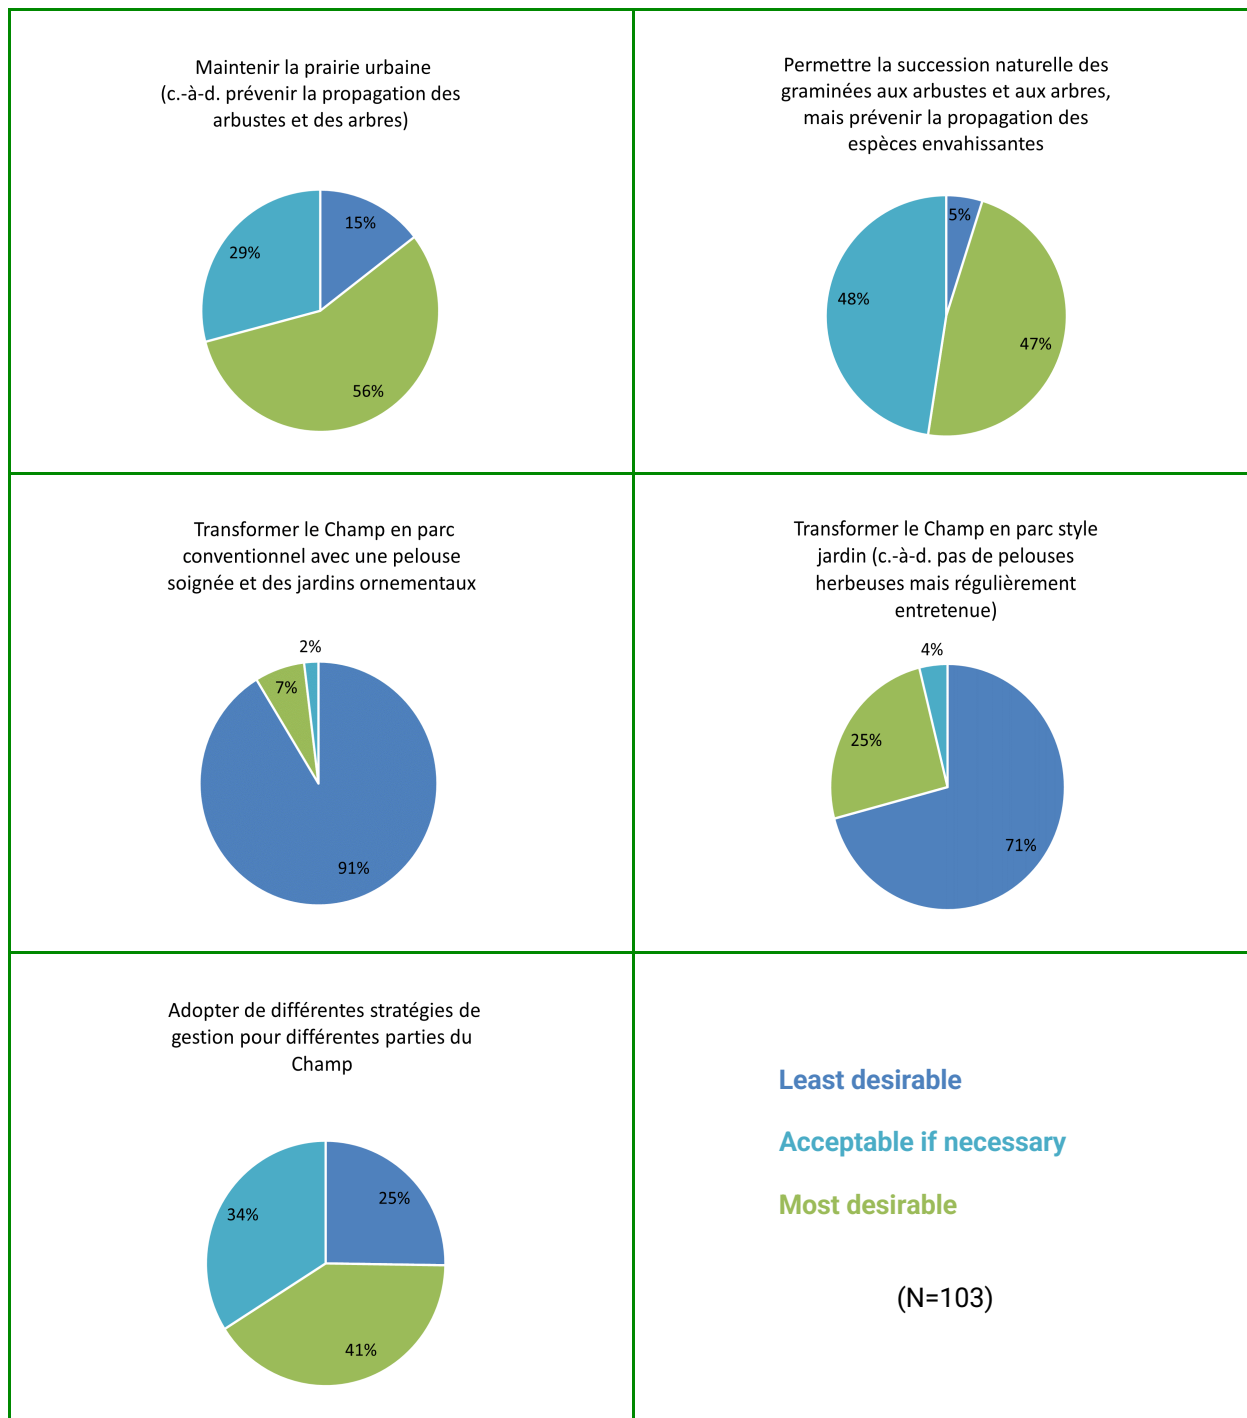 Maintenir la prairie urbaine
(c.-à-d. prévenir la propagation des
arbustes et des arbres)
15%
29%
56%
Permettre la succession naturelle des
graminées aux arbustes et aux arbres,
mais prévenir la propagation des
espèces envahissantes
5%
48%
47%
Transformer le Champ en parc
conventionnel avec une pelouse
soignée et des jardins ornementaux
2%
7%
91%
Transformer le Champ en parc style
jardin (c.-à-d. pas de pelouses
herbeuses mais régulièrement
entretenue)
4%
25%
71%
Adopter de différentes stratégies de
gestion pour différentes parties du
Champ
25%
34%
41%
Least desirable
Acceptable if necessary
Most desirable
(N=103)